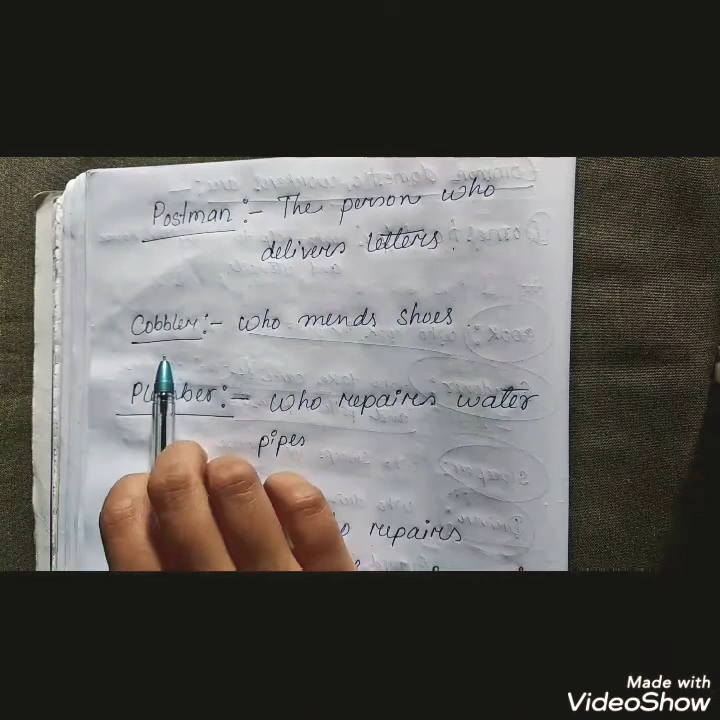 Postman:- The person who
delivers letters.
Cobbler:- who mends shoes.
Plumber:- who repairs water
pipes
repairs
Made with
VideoShow